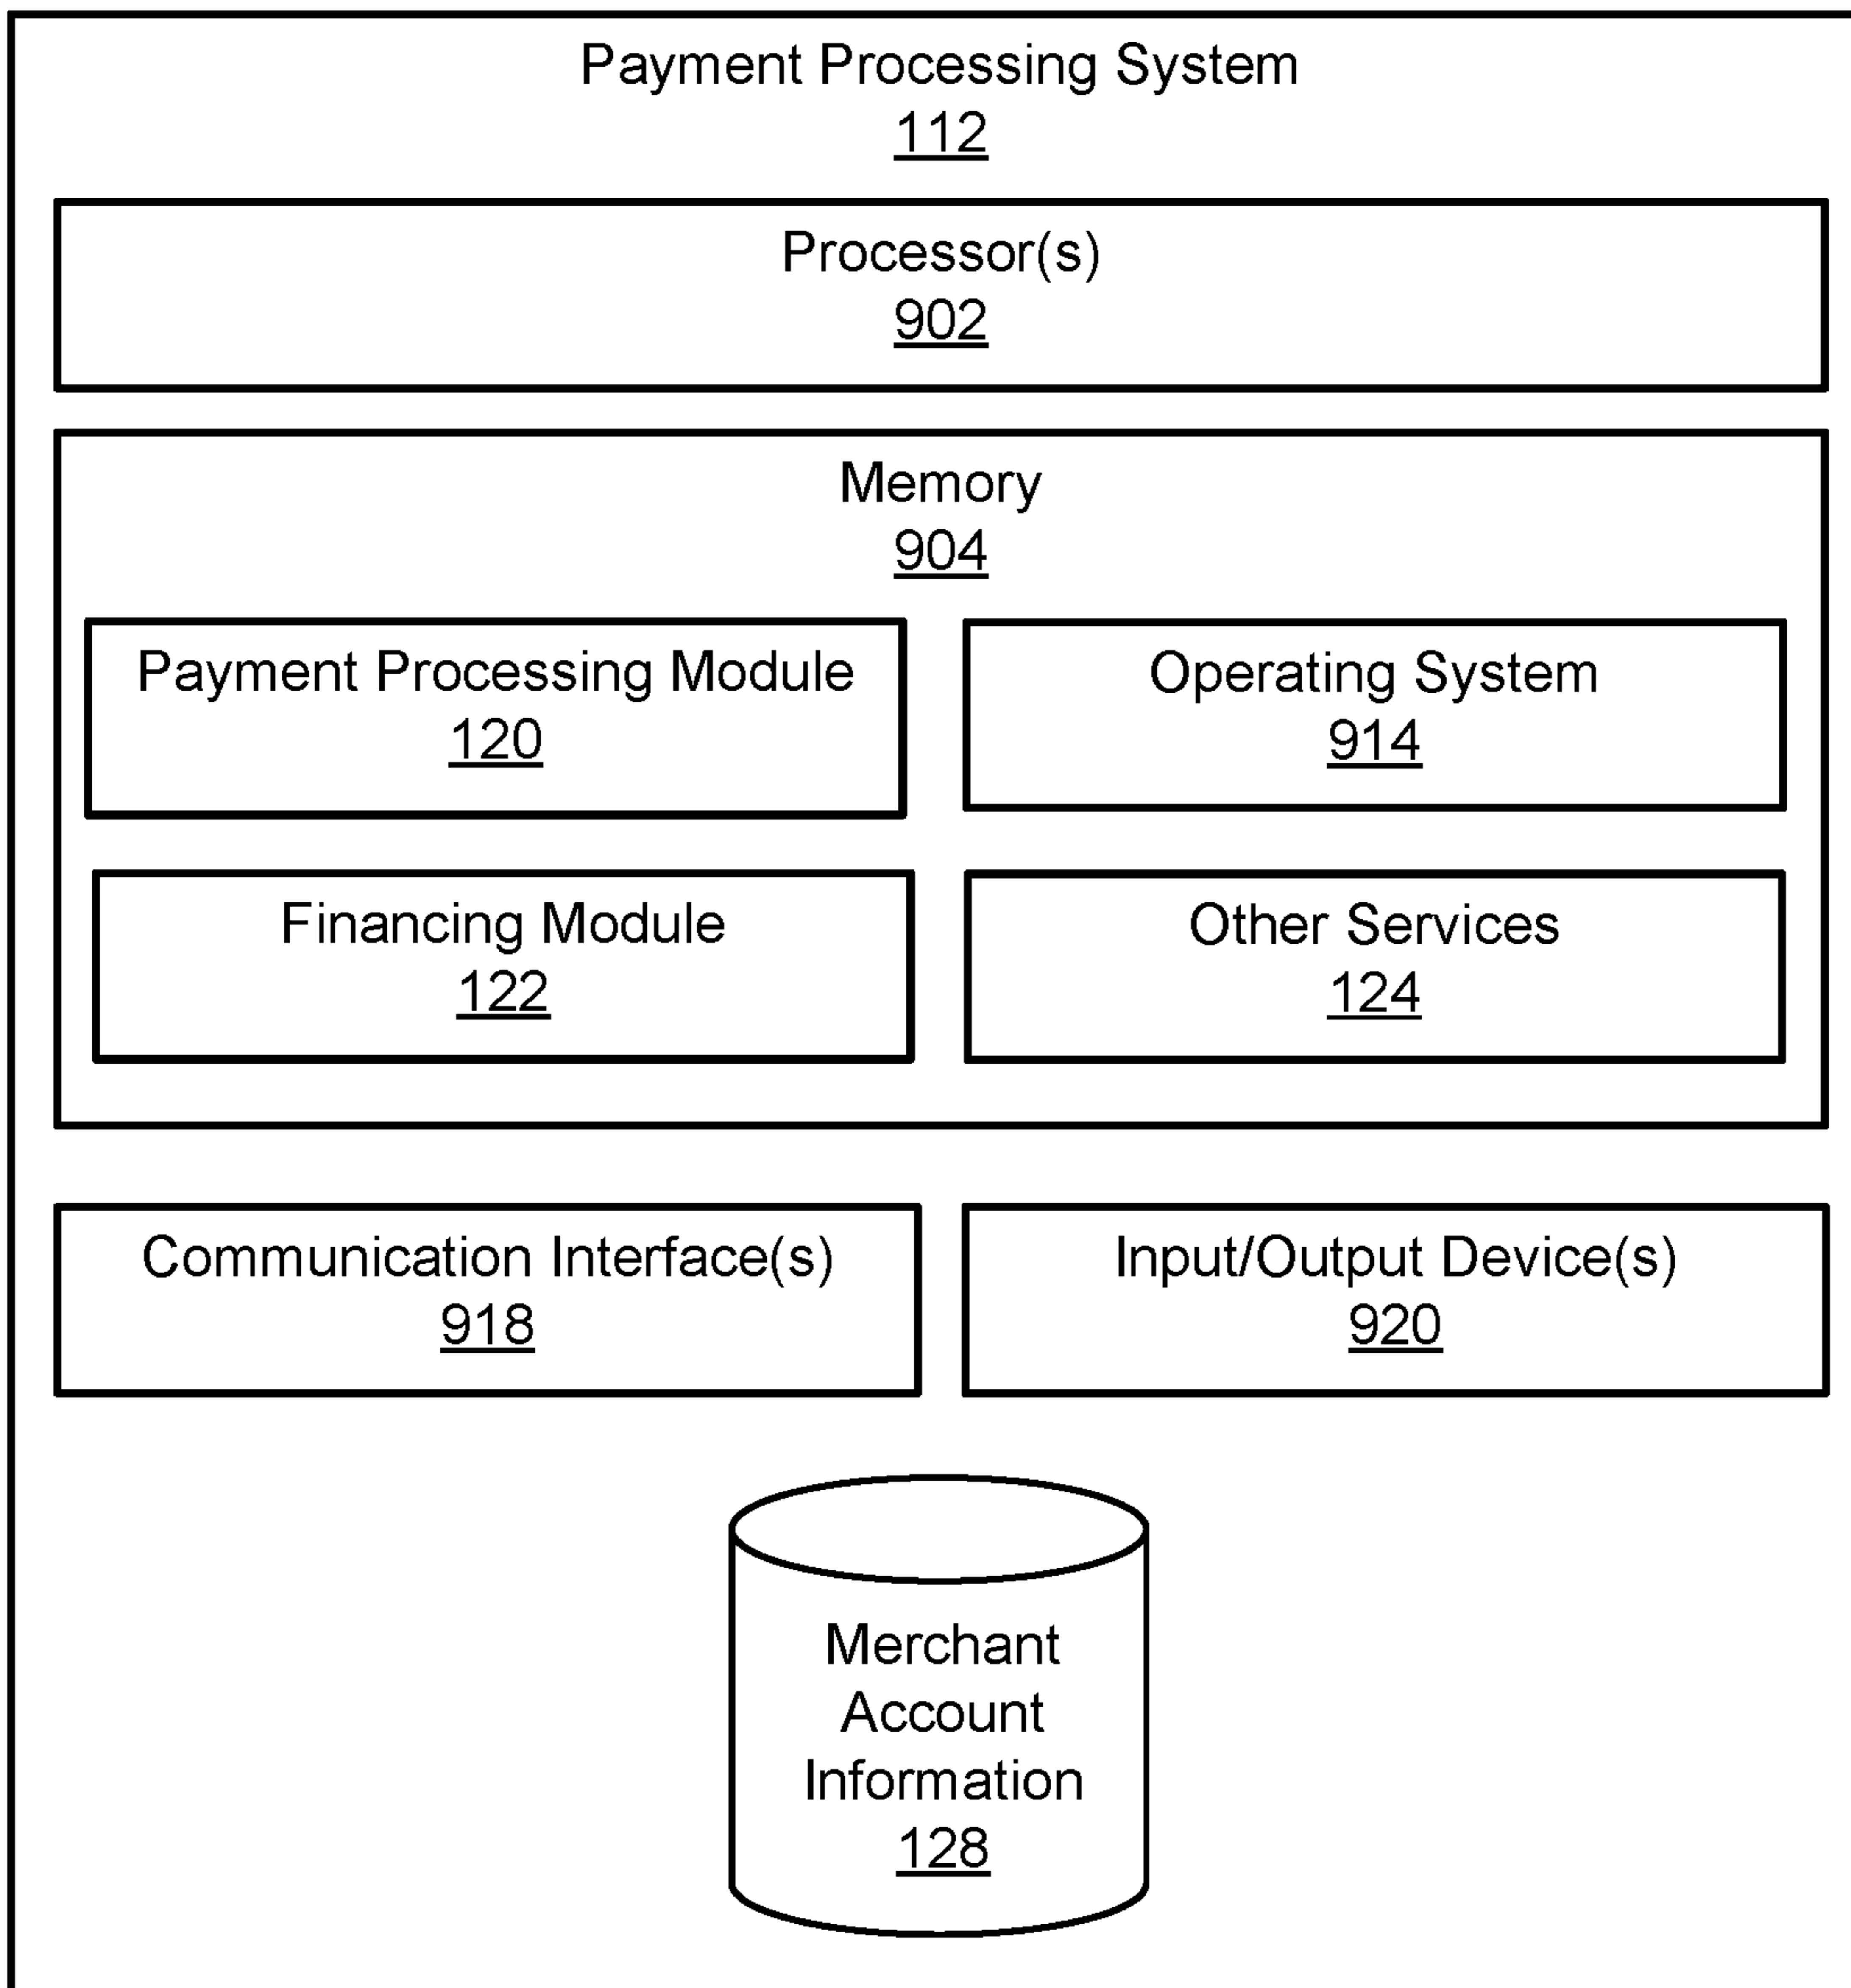 Payment Processing System
112
Processor(s)
902
Memory
904
Payment Processing Module
120
Operating System
914
Financing Module
122
Other Services
124
Communication Interface(s)
918
Input/Output Device(s)
920
Merchant
Account
Information
128